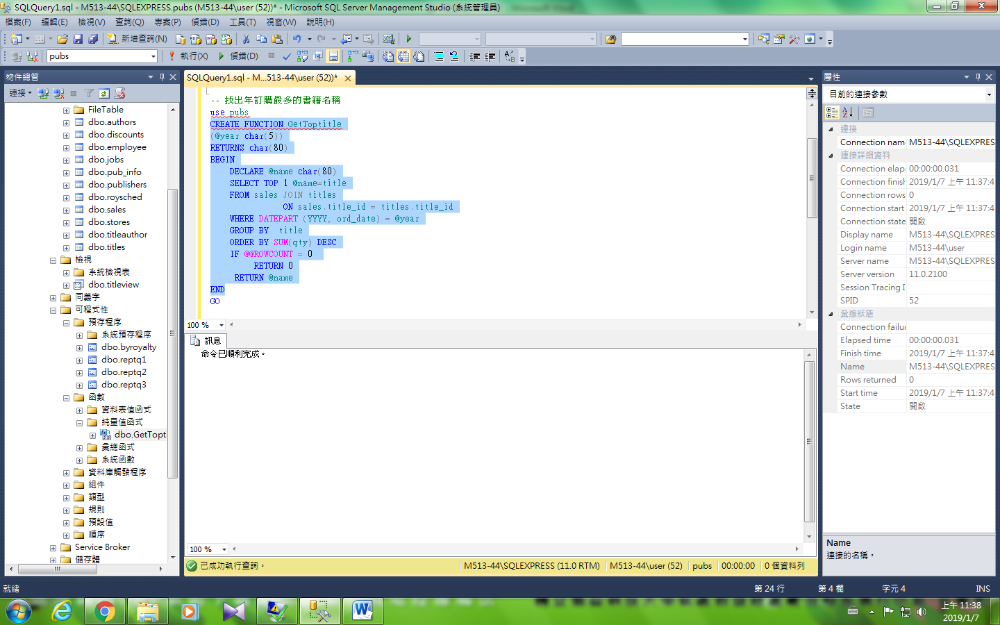 SQLQuery1.sql - M513-44\SQLEXPRESS.pubs (M513-44\user (52))* - Microsoft SQL Server Management Studio (系統管理員)
檔案(F) 編輯(E) 檢視(V) 查詢(Q) 專案(P) 偵錯(D) 工具(T) 視窗(W) 說明(H)
新增查詢(N)
pubs 執行(X) 偵錯(D)
物件總管
連接
FileTable
dbo.authors
dbo.discounts
dbo.employee
dbo.jobs
dbo.pub_info
dbo.publishers
dbo.roysched
dbo.sales
dbo.stores
dbo.titleauthor
dbo.titles
檢視
系統檢視表
dbo.titleview
同義字
可程式性
預存程序
系統預存程序
dbo.byroyalty
dbo.reptq1
dbo.reptq2
dbo.reptq3
函數
資料表值函式
純量值函式
dbo.GetTopt
彙總函式
系統函數
資料庫觸發程序
組件
類型
規則
預設值
順序
Service Broker
儲存體
SQLQuery1.sql - M...513-44\user (52))*
-- 找出年訂購最多的書籍名稱
use pubs
CREATE FUNCTION GetToptitle
(@year char(5))
RETURNS char(80)
BEGIN
DECLARE @name char(80)
SELECT TOP 1 @name=title
FROM sales JOIN titles
ON sales.title_id = titles.title_id
WHERE DATEPART (YYYY, ord_date) = @year
GROUP BY title
ORDER BY SUM(qty) DESC
IF @@ROWCOUNT = 0
RETURN 0
RETURN @name
END
GO
100 %
訊息
命令已順利完成。
100 %
已成功執行查詢。 M513-44\SQLEXPRESS (11.0 RTM) M513-44\user (52) pubs 00:00:00 0 個資料列
屬性
目前的連接參數
連接
Connection nam M513-44\SQLEXPRES
連接詳細資料
Connection elap 00:00:00.031
Connection finish 2019/1/7 上午 11:37:4
Connection rows 0
Connection start 2019/1/7 上午 11:37:4
Connection state 開啟
Display name M513-44\SQLEXPRES
Login name M513-44\user
Server name M513-44\SQLEXPRES
Server version 11.0.2100
Session Tracing I
SPID 52
彙總狀態
Connection failur
Elapsed time 00:00:00.031
Finish time 2019/1/7 上午 11:37:4
Name M513-44\SQLEXPRES
Rows returned 0
Start time 2019/1/7 上午 11:37:4
State 開啟
Name
連接的名稱。
就緒 第 24 行 第 4 欄 字元 4 INS
上午 11:38
2019/1/7